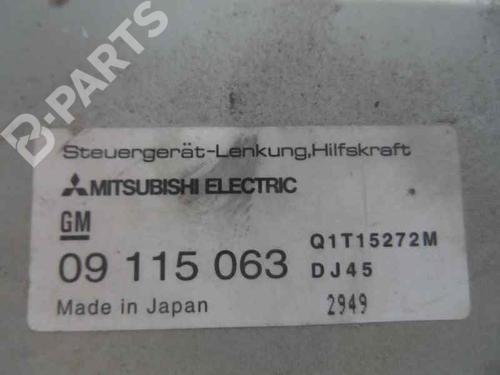 B-PARTS
Steuergerät-Lenkung,Hilfskraft
MITSUBISHI ELECTRIC
GM
Q1T15272M
09 115 063
DJ45
Made in Japan
2949